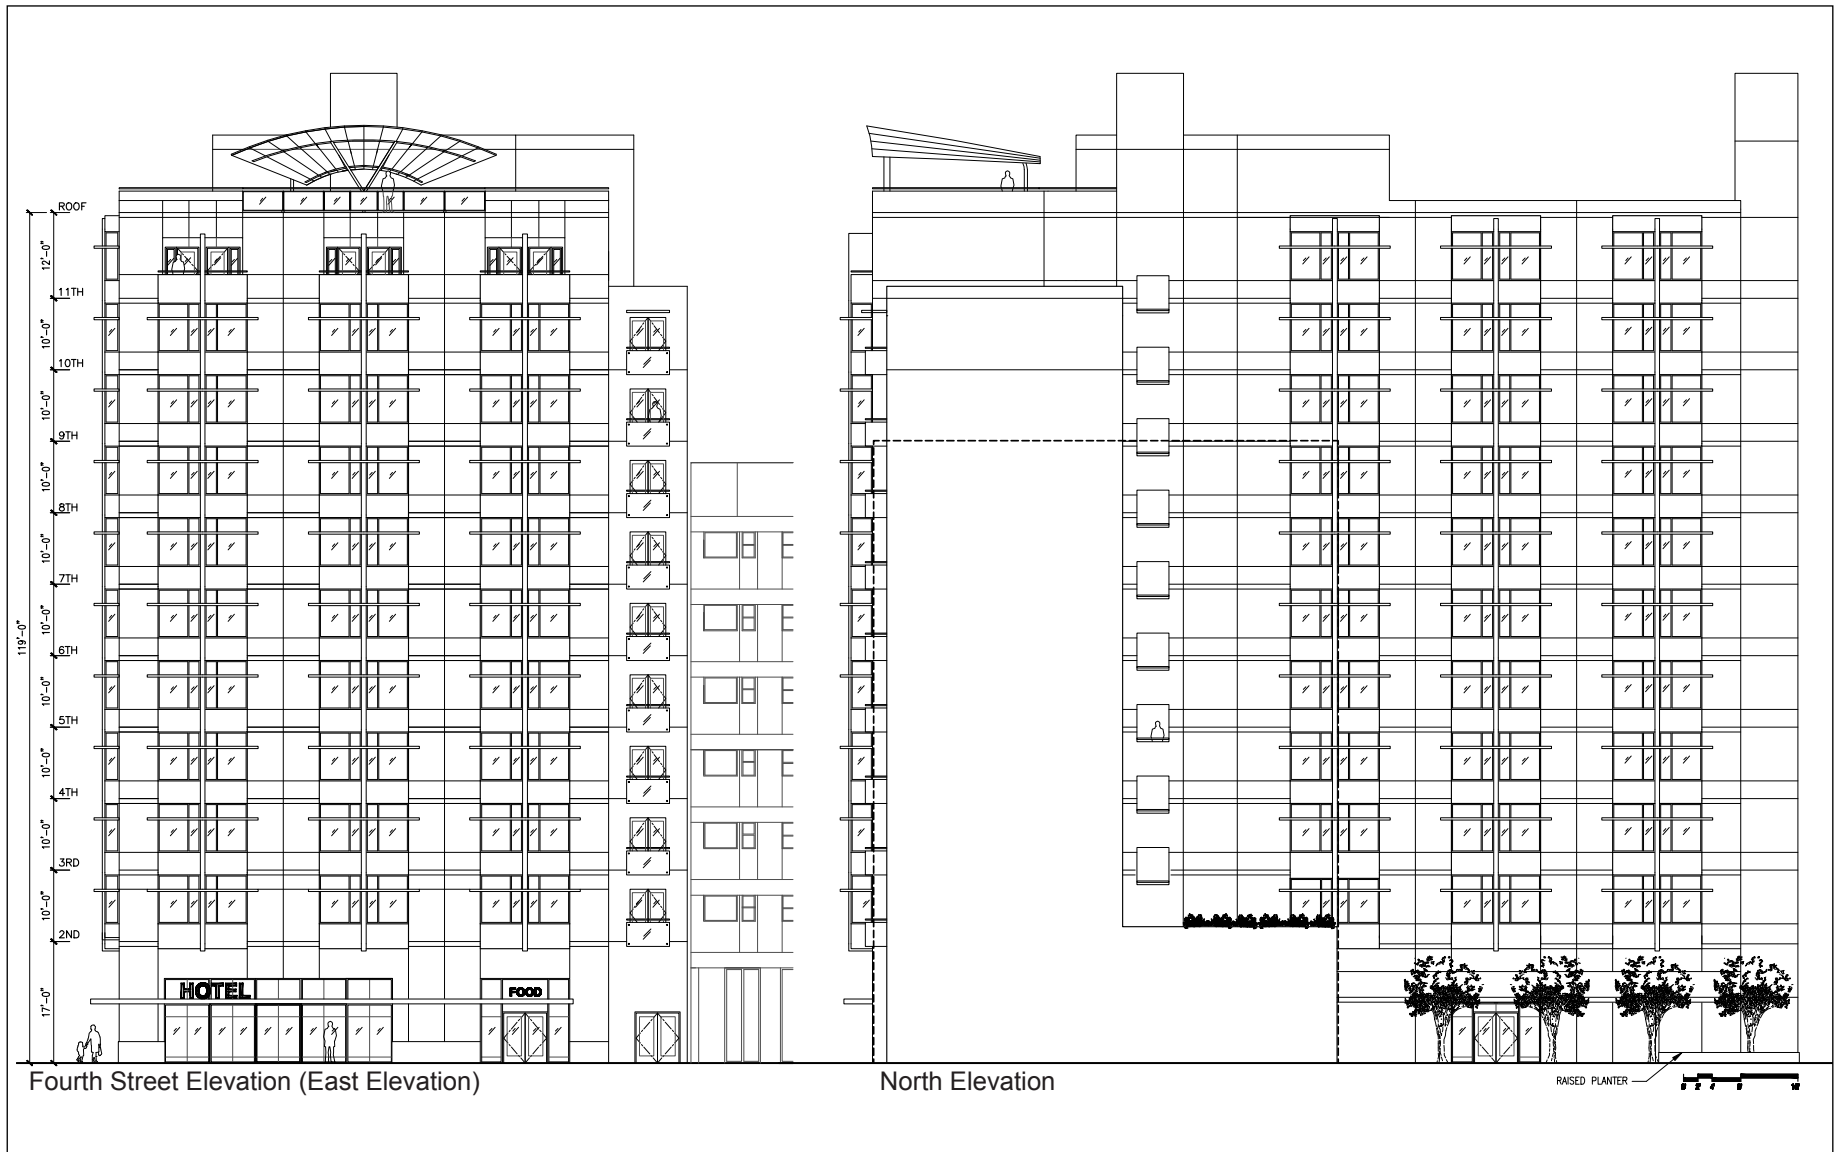 ROOF
12'-0"
11TH
10'-0"
10TH
10'-0"
9TH
10'-0"
8TH
10'-0"
7TH
10'-0"
6TH
10'-0"
5TH
10'-0"
4TH
10'-0"
3RD
10'-0"
2ND
17'-0"
119'-0"
HOTEL
FOOD
Fourth Street Elevation (East Elevation)
North Elevation
RAISED PLANTER